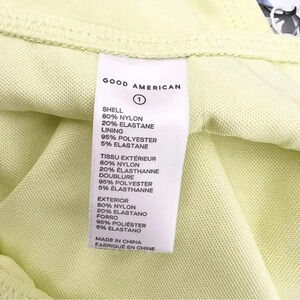 GOOD AMERICAN
1
SHELL
80% NYLON
20% ELASTANE
LINING
95% POLYESTER
5% ELASTANE
TISSU EXTÉRIEUR
80% NYLON
20% ÉLASTHANNE
DOUBLURE
95% POLYESTER
5% ÉLASTHANNE
EXTERIOR
80% NYLON
20% ELASTANO
FORRO
95% POLIÉSTER
5% ELASTANO
MADE IN CHINA
FABRIQUÉ EN CHINE